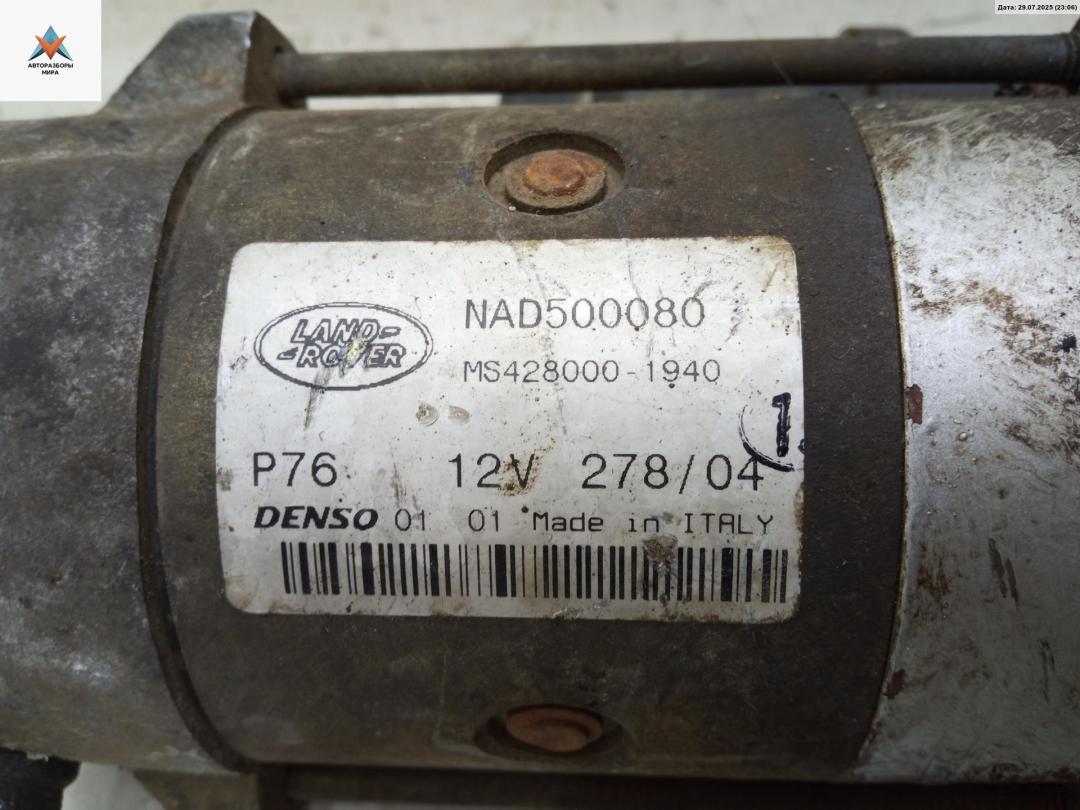 Дата: 29.07.2025 (23:06)
АВТОРАЗБОРЫ
МИРА
LAND-
-ROVER
NAD500080
MS428000-1940
1.
P76 12V 278/04
DENSO 01 01 Made in ITALY